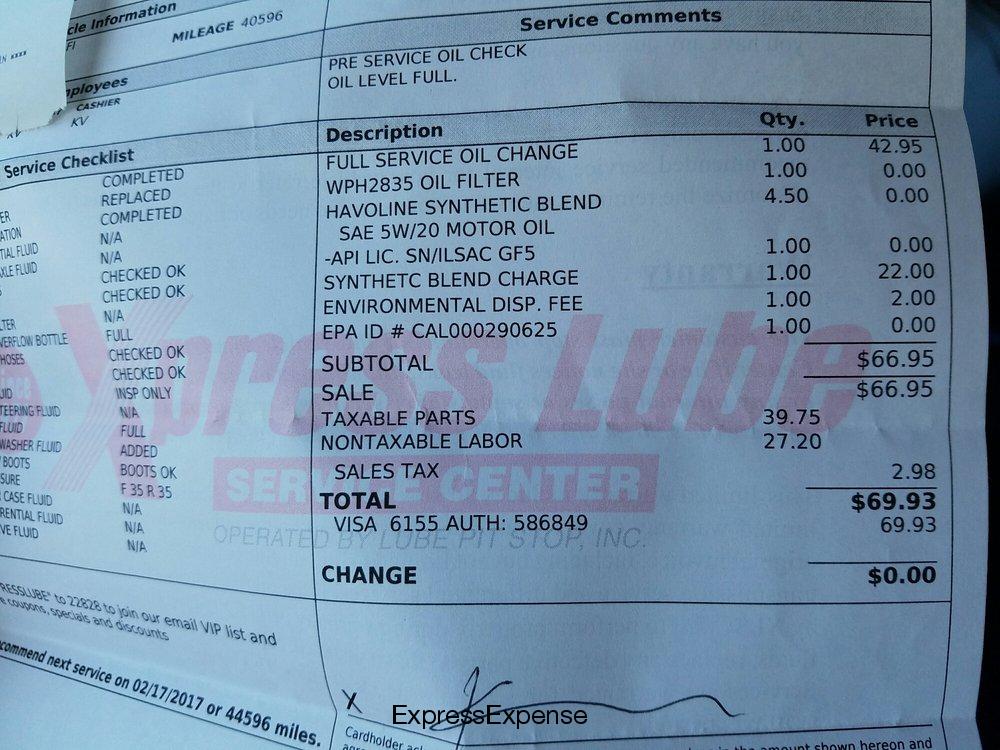 cle Information
MILEAGE 40596
Service Comments
PRE SERVICE OIL CHECK
OIL LEVEL FULL.
ployees
CASHIER
KV
Service Checklist
COMPLETED
REPLACED
ER COMPLETED
ATION N/A
TIAL FLUID N/A
XLE FLUID CHECKED OK
S CHECKED OK
N/A
LTER FULL
VERFLOW BOTTLE CHECKED OK
HOSES CHECKED OK
INSP ONLY
UID N/A
TEERING FLUID FULL
FLUID ADDED
WASHER FLUID BOOTS OK
BOOTS F 35 R 35
SURE N/A
CASE FLUID N/A
RENTIAL FLUID N/A
VE FLUID
Description Qty. Price
FULL SERVICE OIL CHANGE 1.00 42.95
WPH2835 OIL FILTER 1.00 0.00
HAVOLINE SYNTHETIC BLEND 4.50 0.00
SAE 5W/20 MOTOR OIL
-API LIC. SN/ILSAC GF5 1.00 0.00
SYNTHETC BLEND CHARGE 1.00 22.00
ENVIRONMENTAL DISP. FEE 1.00 2.00
EPA ID # CAL000290625 1.00 0.00
SUBTOTAL $66.95
SALE $66.95
TAXABLE PARTS 39.75
NONTAXABLE LABOR 27.20
SALES TAX 2.98
TOTAL $69.93
VISA 6155 AUTH: 586849 69.93
CHANGE $0.00
Xpress Lube
SERVICE CENTER
OPERATED BY LUBE PIT STOP, INC.
RESSLUBE" to 22828 to join our email VIP list and
e coupons, specials and discounts
commend next service on 02/17/2017 or 44596 miles.
X
ExpressExpense
Cardholder ack
the amount shown hereon and